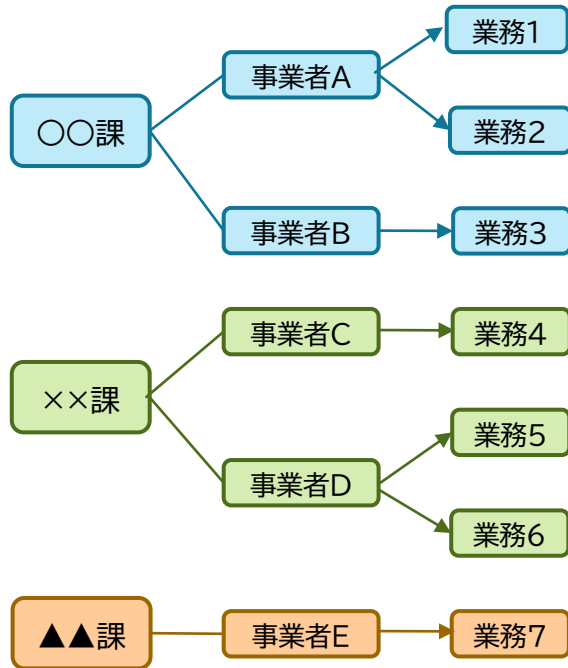 〇〇課
事業者A
業務1
業務2
事業者B
業務3
××課
事業者C
業務4
事業者D
業務5
業務6
▲▲課
事業者E
業務7